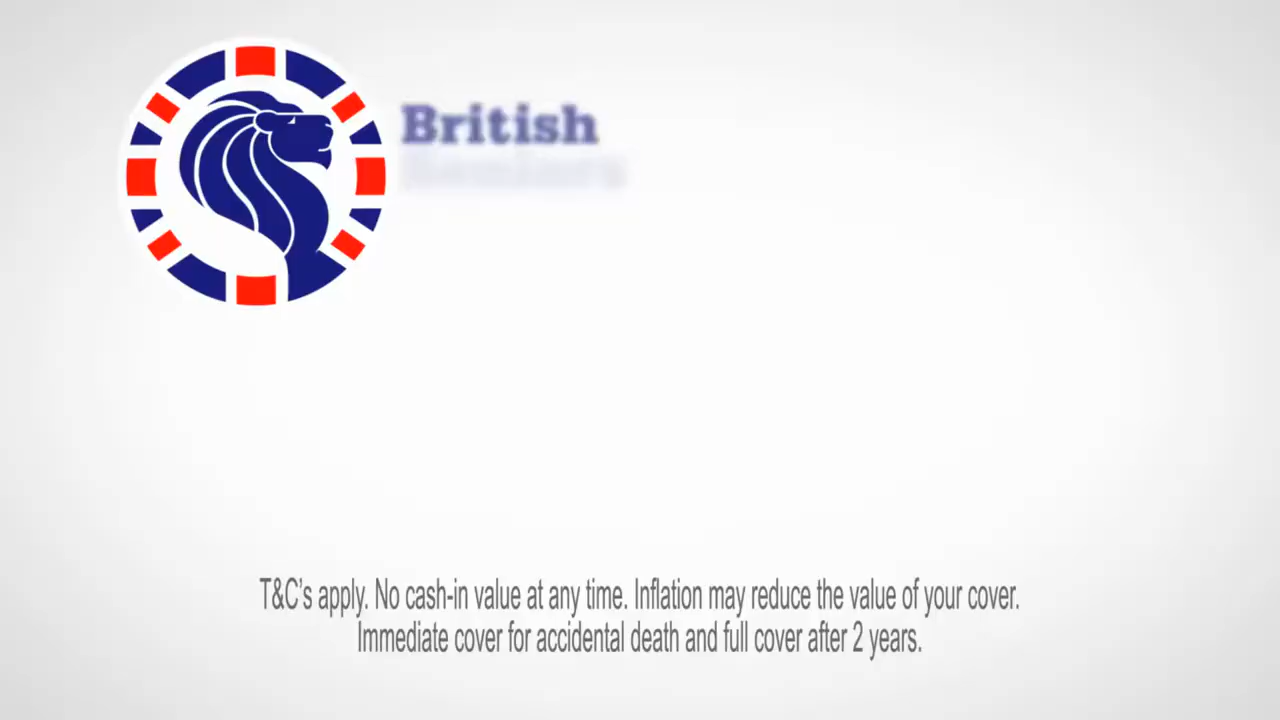 British
T&C's apply. No cash-in value at any time. Inflation may reduce the value of your cover.
Immediate cover for accidental death and full cover after 2 years.